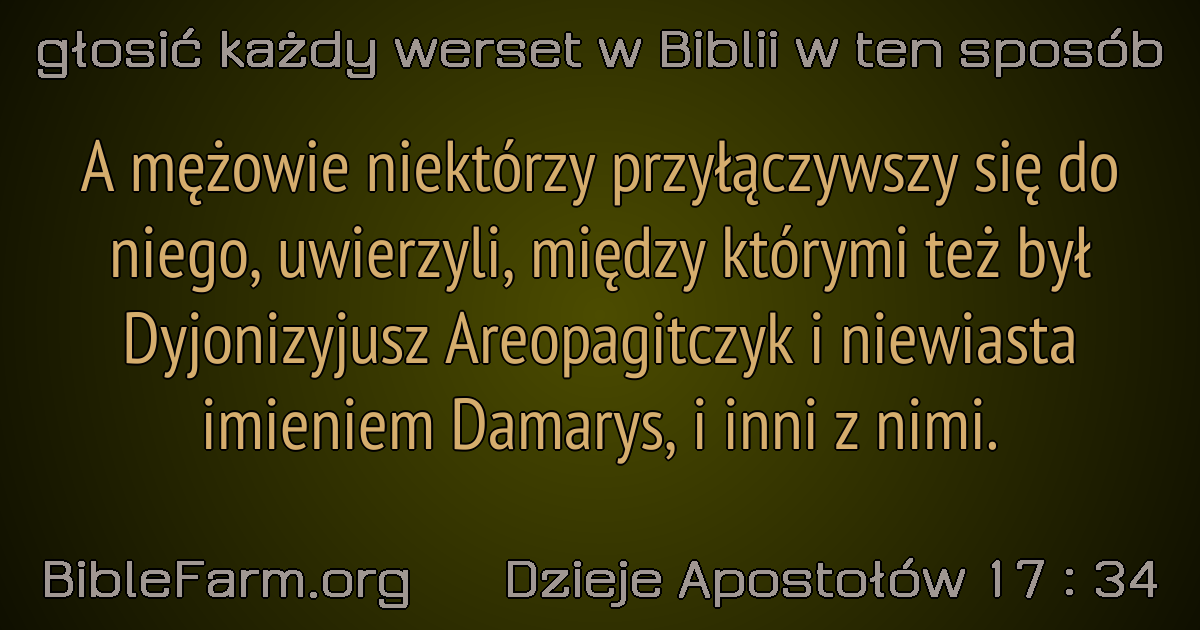 głosić każdy werset w Biblii w ten sposób
A mężowie niektórzy przyłączywszy się do
niego, uwierzyli, między którymi też był
Dyjonizyjusz Areopagitczyk i niewiasta
imieniem Damarys, i inni z nimi.
BibleFarm.org Dzieje Apostołów 17 : 34